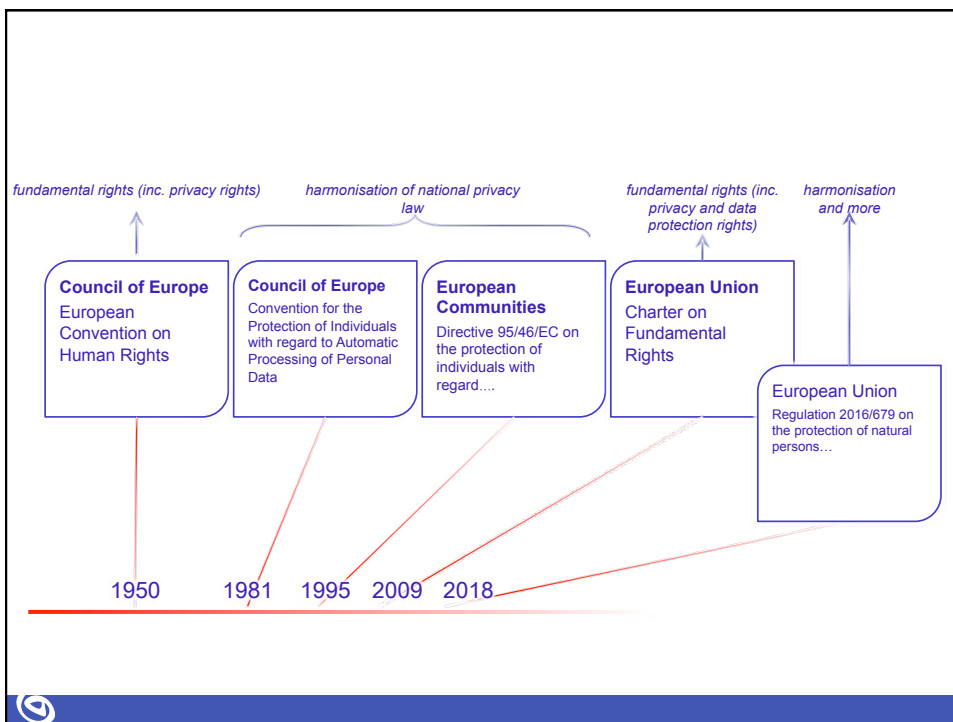 fundamental rights (inc. privacy rights)
harmonisation of national privacy
law
fundamental rights (inc.
privacy and data
protection rights)
harmonisation
and more
Council of Europe
European
Convention on
Human Rights
Council of Europe
Convention for the
Protection of Individuals
with regard to Automatic
Processing of Personal
Data
European
Communities
Directive 95/46/EC on
the protection of
individuals with
regard….
European Union
Charter on
Fundamental
Rights
European Union
Regulation 2016/679 on
the protection of natural
persons…
1950
1981
1995
2009
2018